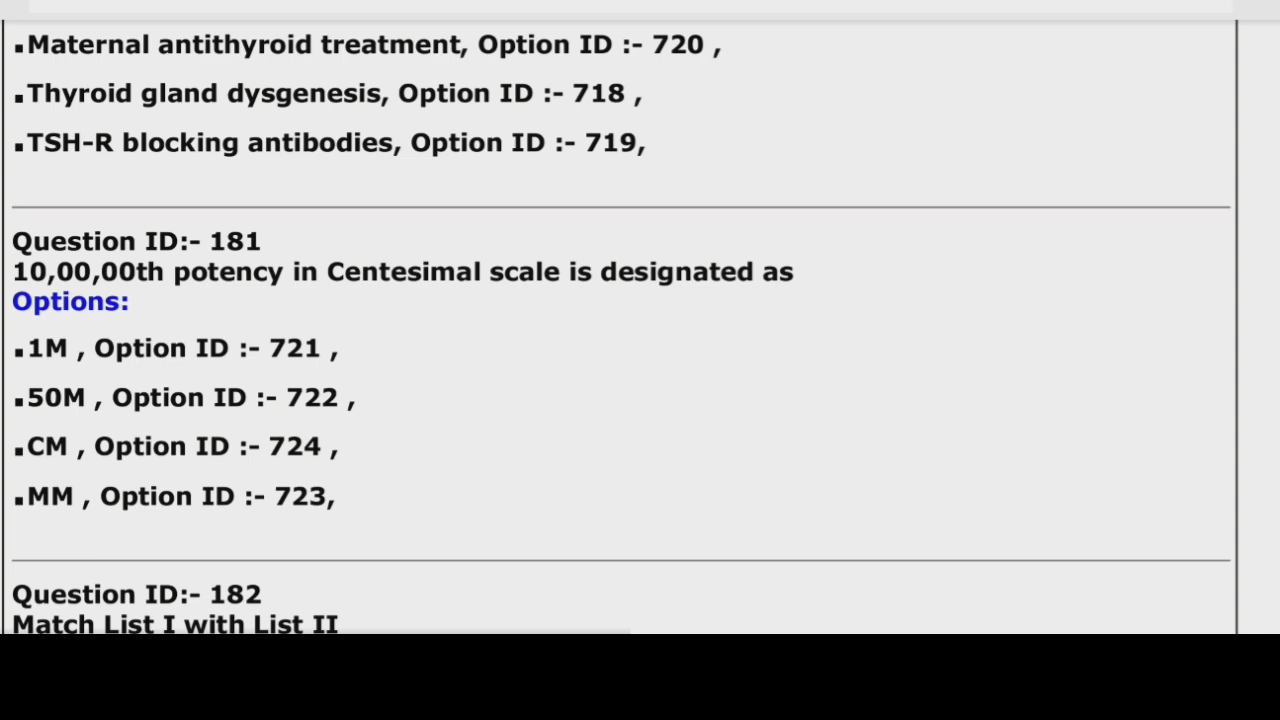 ▪Maternal antithyroid treatment, Option ID :- 720 ,
▪Thyroid gland dysgenesis, Option ID :- 718 ,
▪TSH-R blocking antibodies, Option ID :- 719,
Question ID:- 181
10,00,00th potency in Centesimal scale is designated as
Options:
▪1M , Option ID :- 721 ,
▪50M , Option ID :- 722 ,
▪CM , Option ID :- 724 ,
▪MM , Option ID :- 723,
Question ID:- 182
Match List I with List II